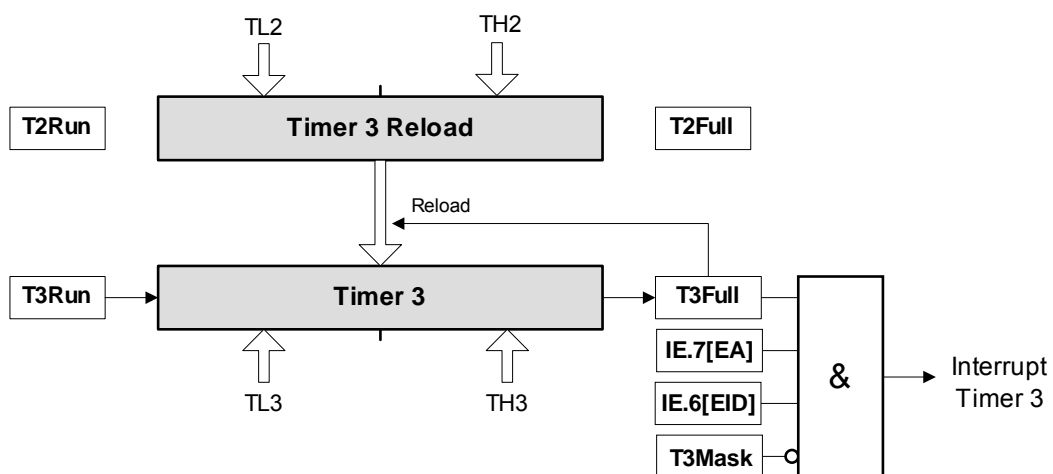 TL2
TH2
T2Run
Timer 3 Reload
T2Full
Reload
T3Run
Timer 3
T3Full
IE.7[EA]
&
Interrupt
Timer 3
IE.6[EID]
TL3
TH3
T3Mask